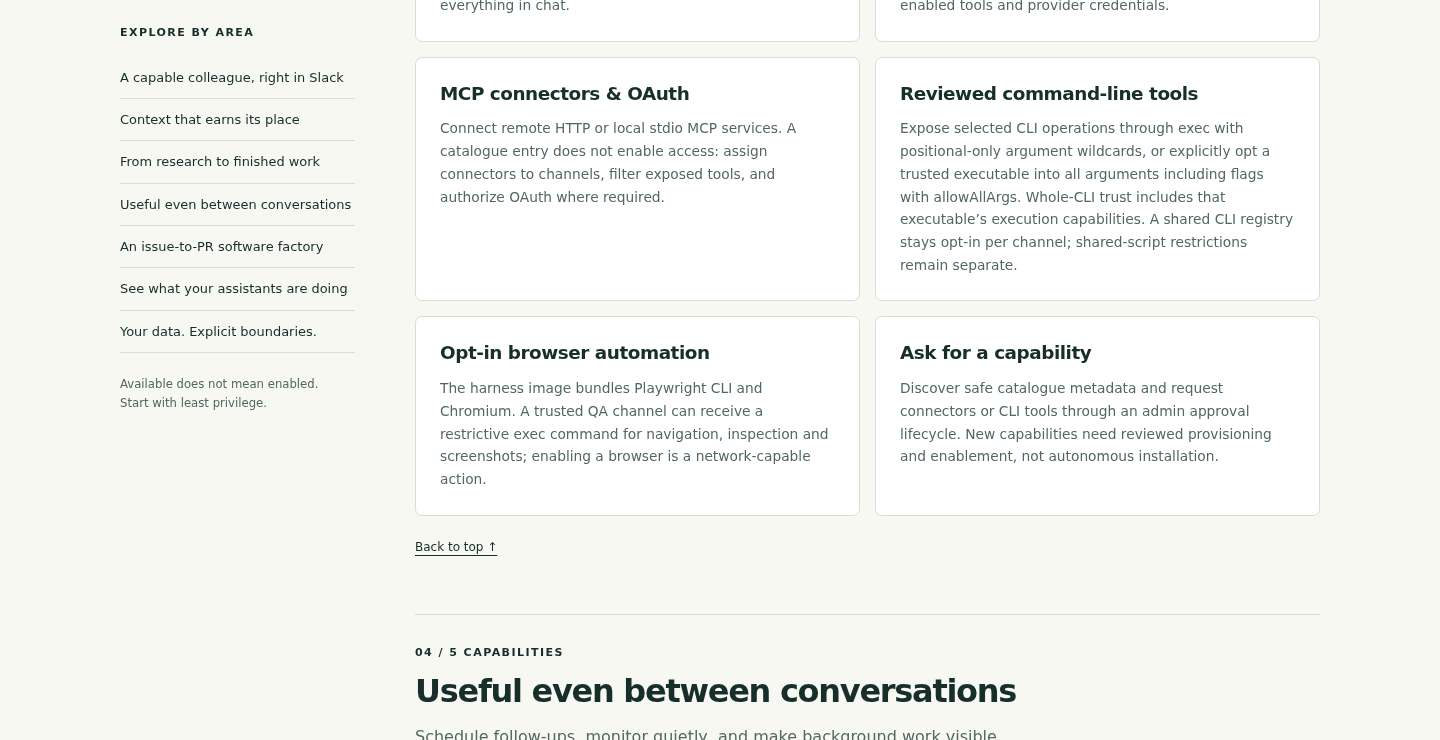 EXPLORE BY AREA
A capable colleague, right in Slack
Context that earns its place
From research to finished work
Useful even between conversations
An issue-to-PR software factory
See what your assistants are doing
Your data. Explicit boundaries.
Available does not mean enabled.
Start with least privilege.
everything in chat.
enabled tools and provider credentials.
MCP connectors & OAuth
Connect remote HTTP or local stdio MCP services. A
catalogue entry does not enable access: assign
connectors to channels, filter exposed tools, and
authorize OAuth where required.
Reviewed command-line tools
Expose selected CLI operations through exec with
positional-only argument wildcards, or explicitly opt a
trusted executable into all arguments including flags
with allowAllArgs. Whole-CLI trust includes that
executable’s execution capabilities. A shared CLI registry
stays opt-in per channel; shared-script restrictions
remain separate.
Opt-in browser automation
The harness image bundles Playwright CLI and
Chromium. A trusted QA channel can receive a
restrictive exec command for navigation, inspection and
screenshots; enabling a browser is a network-capable
action.
Ask for a capability
Discover safe catalogue metadata and request
connectors or CLI tools through an admin approval
lifecycle. New capabilities need reviewed provisioning
and enablement, not autonomous installation.
Back to top ↑
04 / 5 CAPABILITIES
Useful even between conversations
Schedule follow-ups, monitor quietly, and make background work visible.